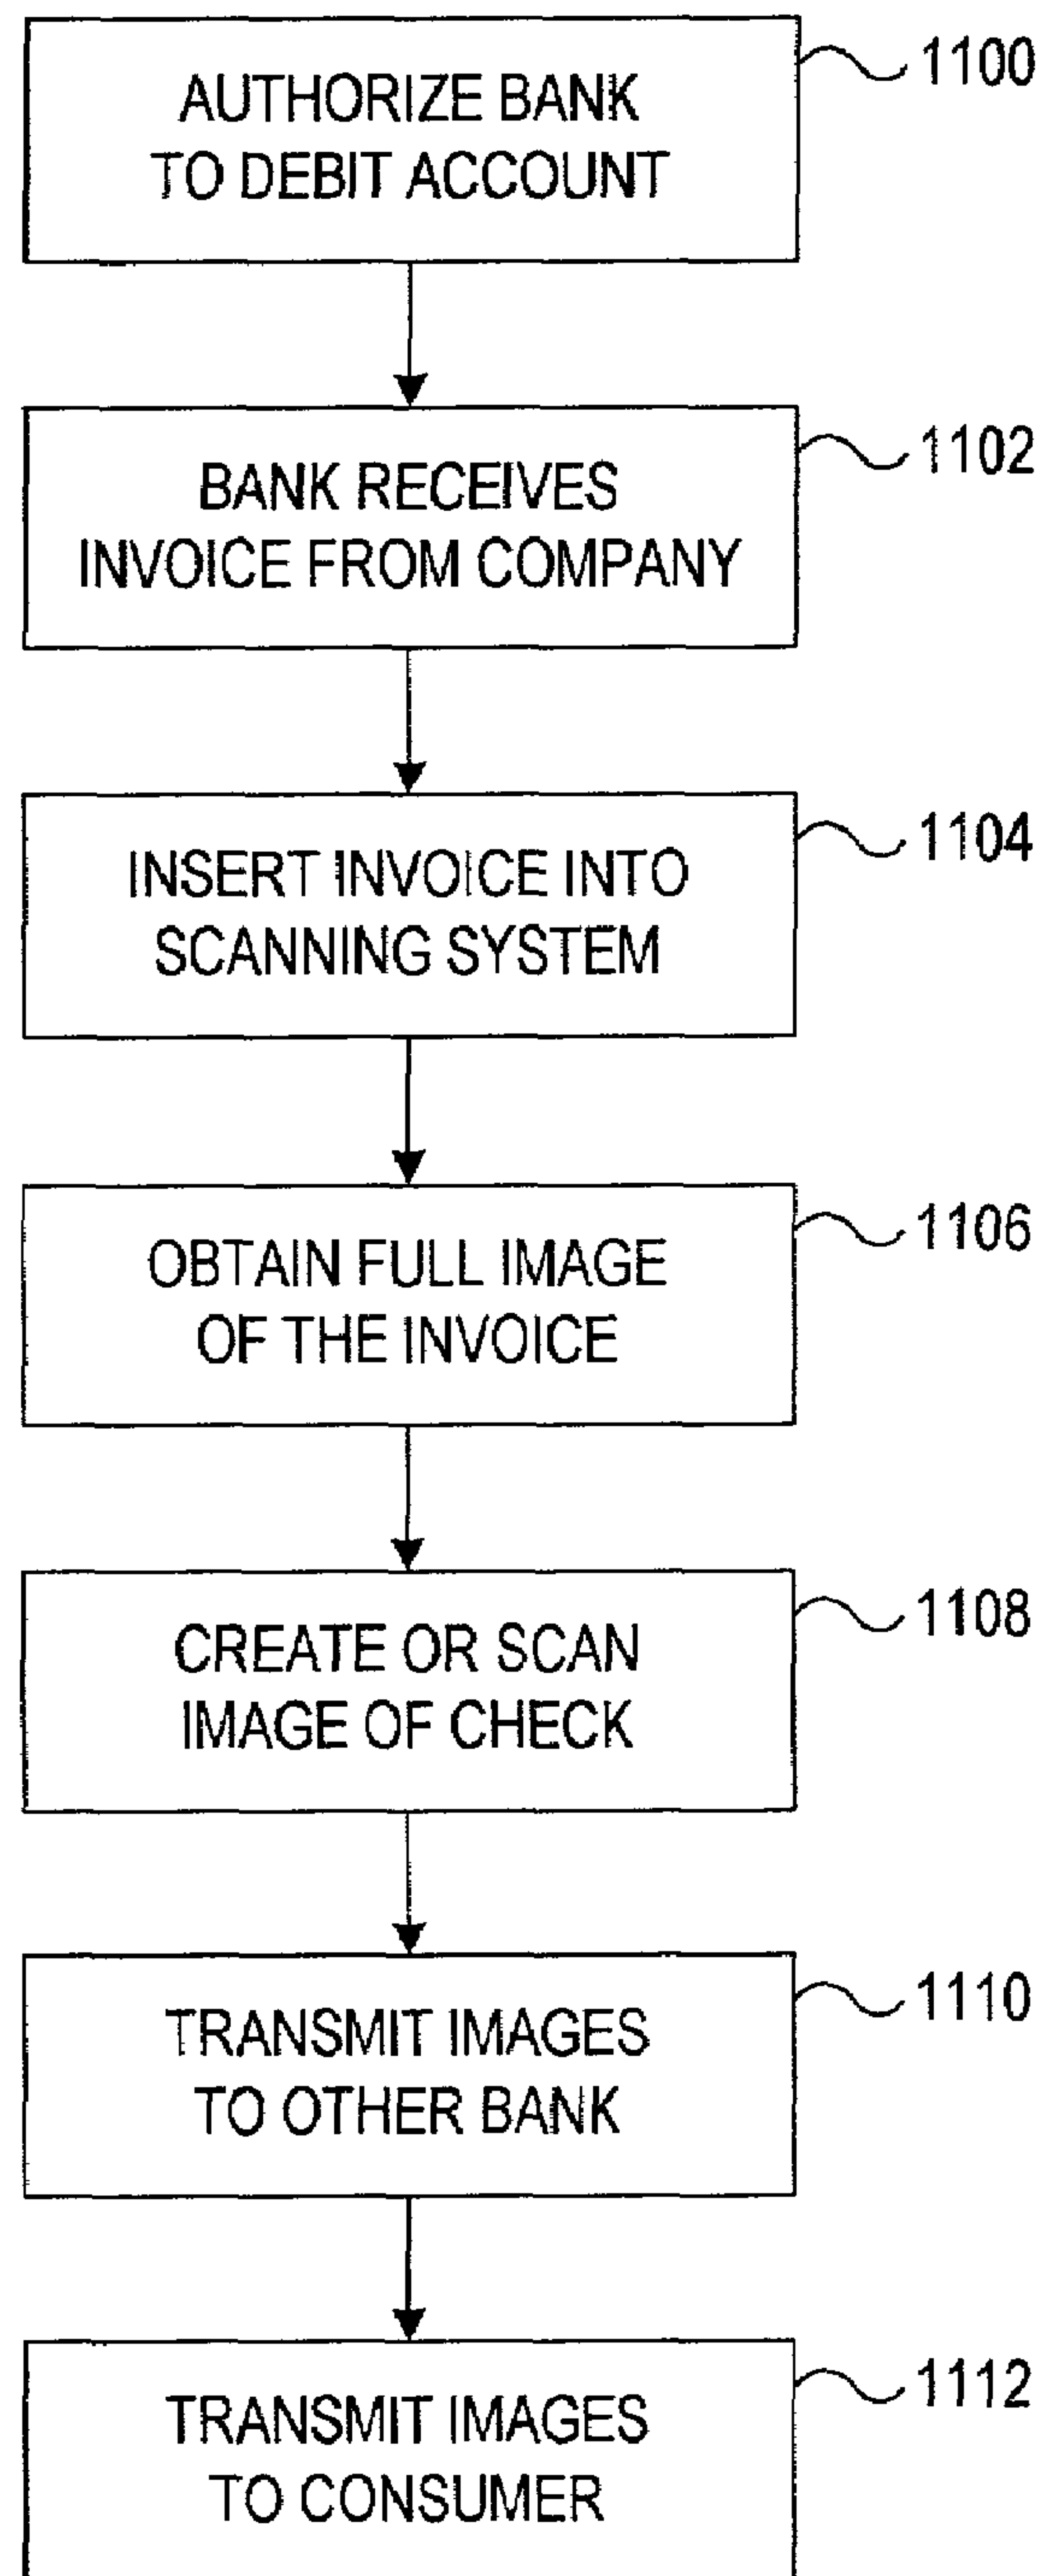 AUTHORIZE BANK
TO DEBIT ACCOUNT
1100
BANK RECEIVES
INVOICE FROM COMPANY
1102
INSERT INVOICE INTO
SCANNING SYSTEM
1104
OBTAIN FULL IMAGE
OF THE INVOICE
1106
CREATE OR SCAN
IMAGE OF CHECK
1108
TRANSMIT IMAGES
TO OTHER BANK
1110
TRANSMIT IMAGES
TO CONSUMER
1112